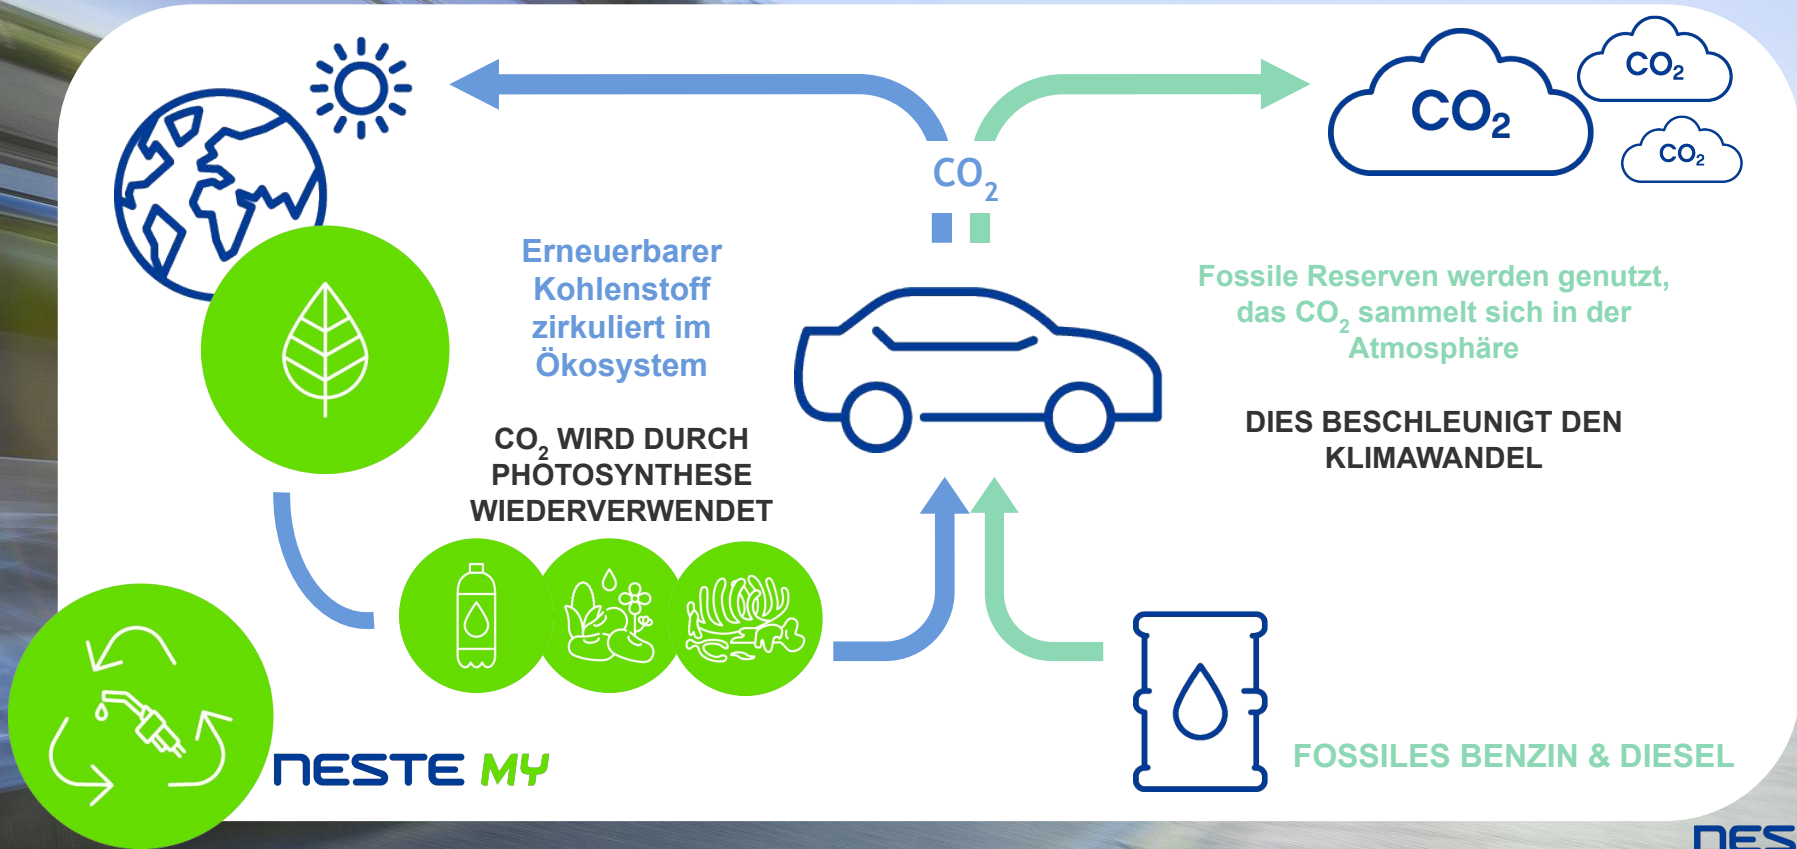 CO₂
CO₂
CO₂
CO₂
Erneuerbarer
Kohlenstoff
zirkuliert im
Ökosystem
CO₂ WIRD DURCH
PHOTOSYNTHESE
WIEDERVERWENDET
Fossile Reserven werden genutzt,
das CO₂ sammelt sich in der
Atmosphäre
DIES BESCHLEUNIGT DEN
KLIMAWANDEL
NESTE MY
FOSSILES BENZIN & DIESEL
NES